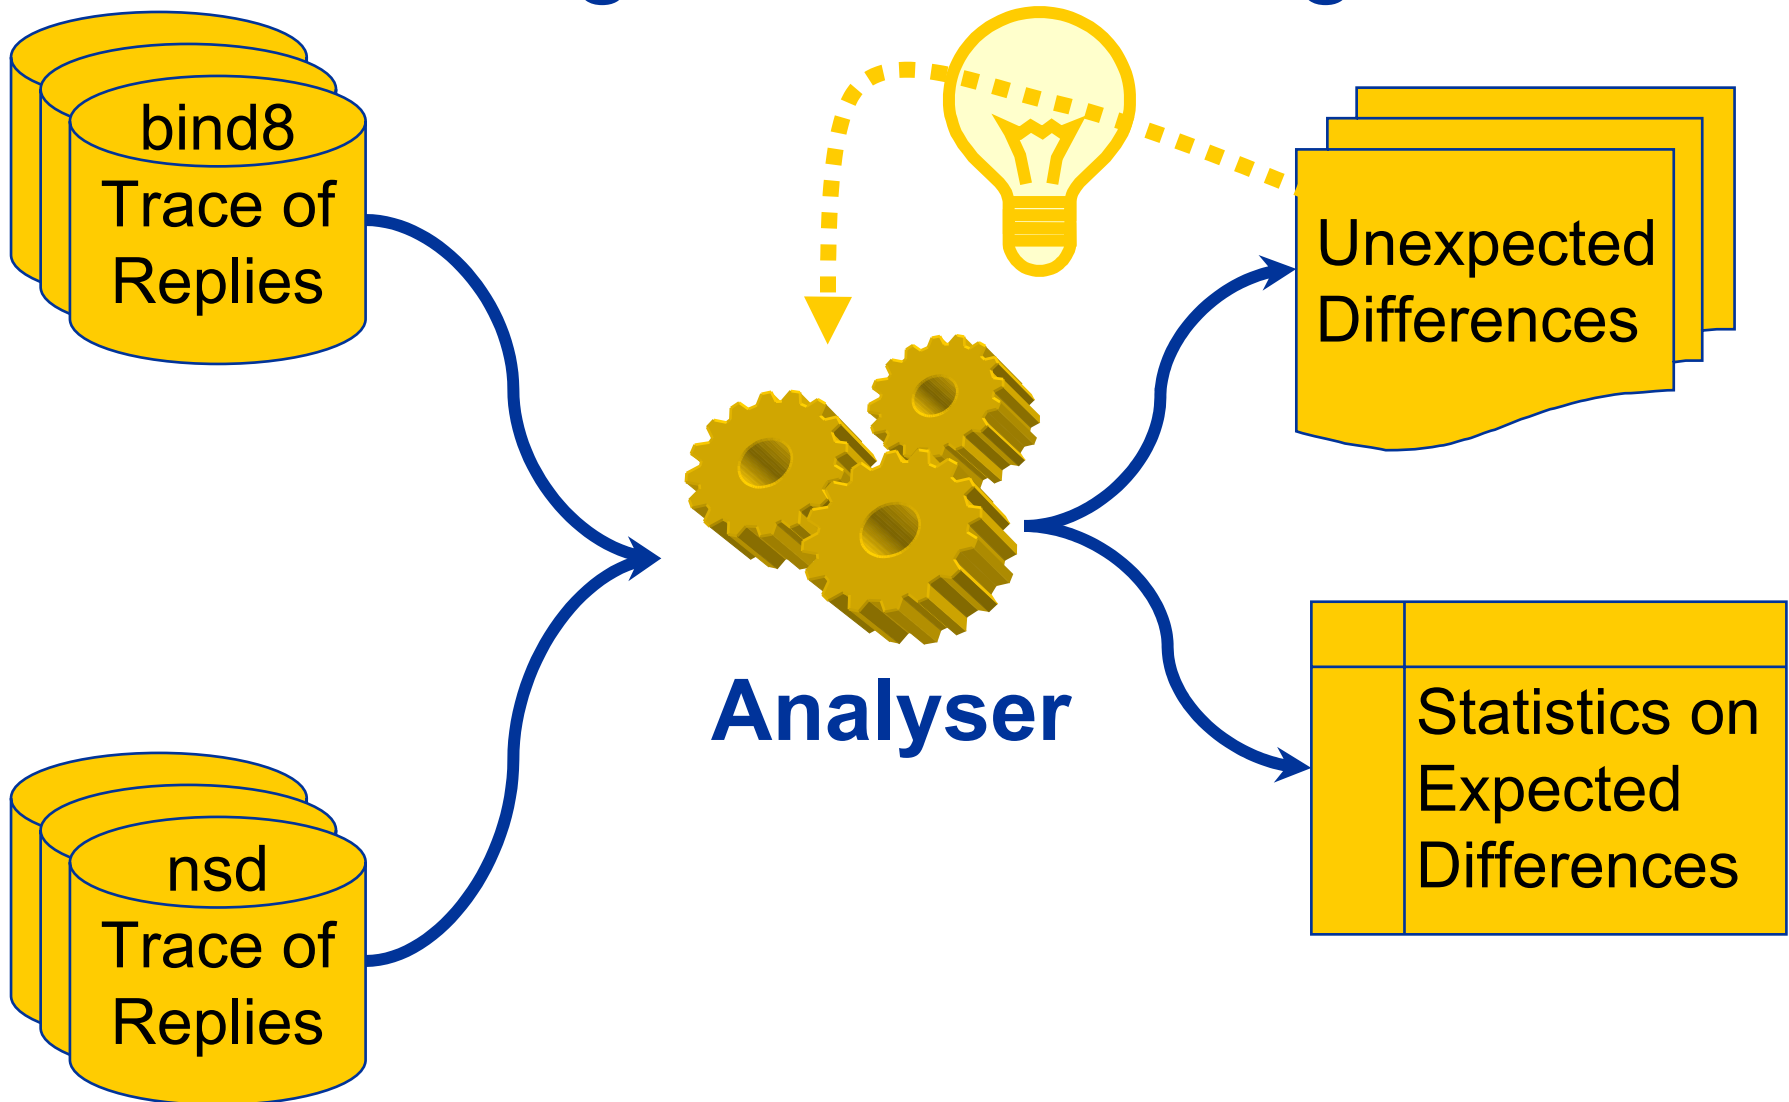 bind8
Trace of
Replies
Unexpected
Differences
Analyser
Statistics on
Expected
Differences
nsd
Trace of
Replies